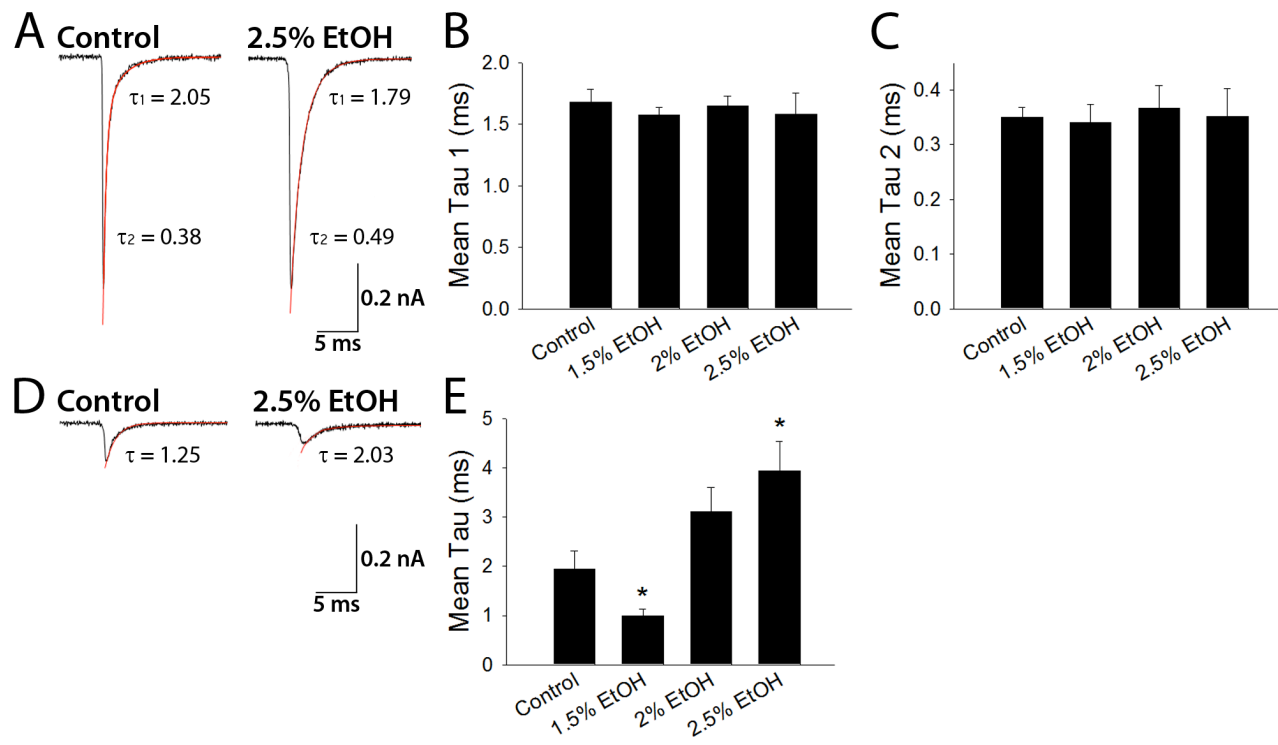 A
Control
2.5% EtOH
τ1 = 2.05
τ1 = 1.79
τ2 = 0.38
τ2 = 0.49
0.2 nA
5 ms
B
Mean Tau 1 (ms)
2.0
1.5
1.0
0.5
0.0
Control
1.5% EtOH
2% EtOH
2.5% EtOH
C
Mean Tau 2 (ms)
0.4
0.3
0.2
0.1
0.0
Control
1.5% EtOH
2% EtOH
2.5% EtOH
D
Control
2.5% EtOH
τ = 1.25
τ = 2.03
0.2 nA
5 ms
E
Mean Tau (ms)
5
4
3
2
1
0
*
*
Control
1.5% EtOH
2% EtOH
2.5% EtOH